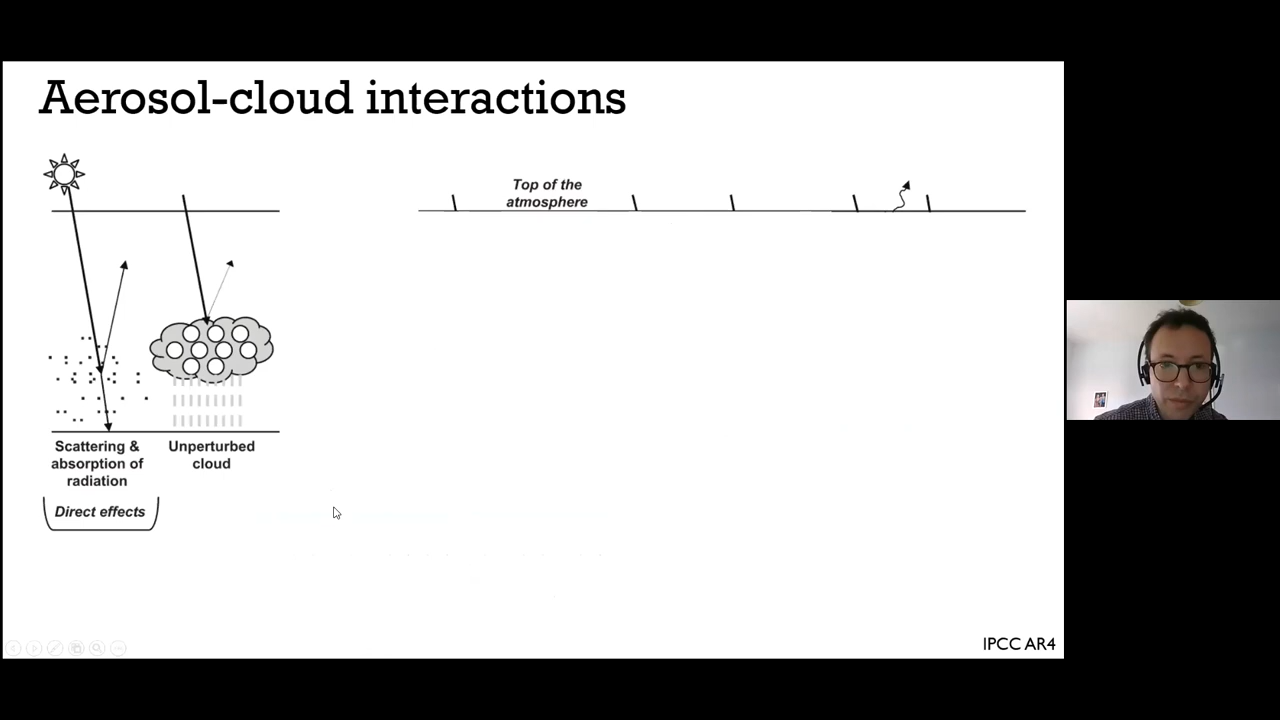 Aerosol-cloud interactions
Top of the
atmosphere
Scattering &
absorption of
radiation
Unperturbed
cloud
Direct effects
IPCC AR4